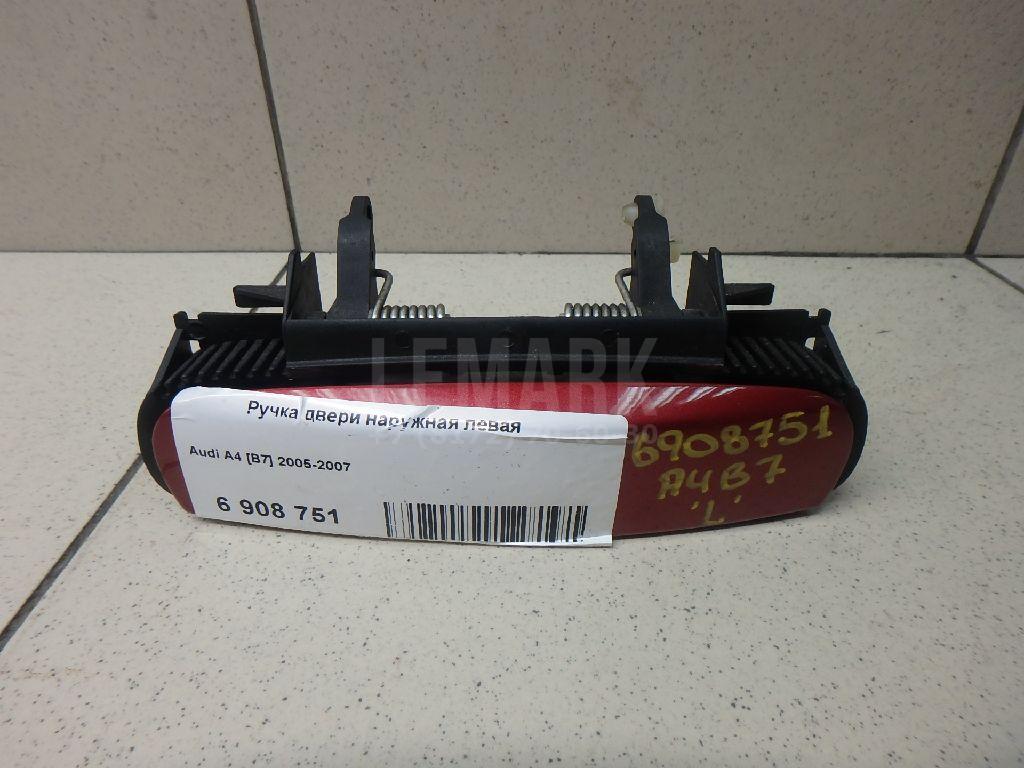 LEMARK
Ручка двери наружная левая
Audi A4 [B7] 2005-2007
6 908 751
6908751
A4B7
'L'